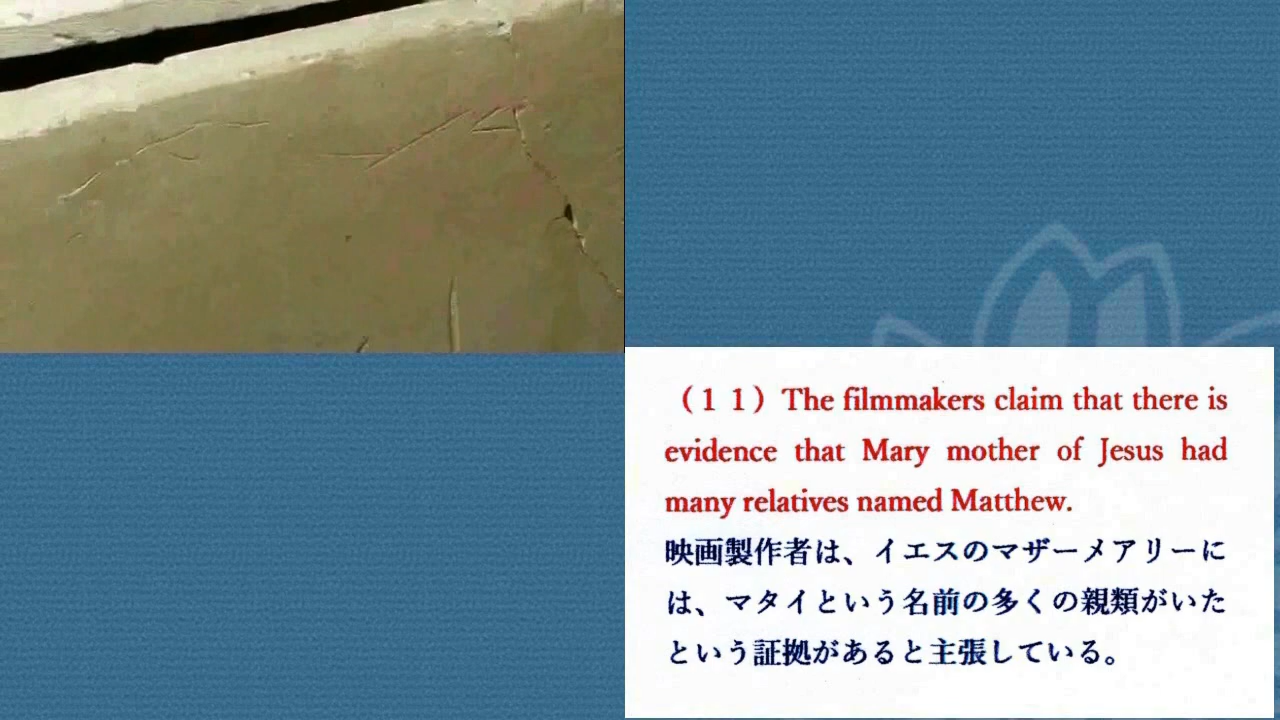 （１１）The filmmakers claim that there is
evidence that Mary mother of Jesus had
many relatives named Matthew.
映画製作者は、イエスのマザーメアリーに
は、マタイという名前の多くの親類がいた
という証拠があると主張している。